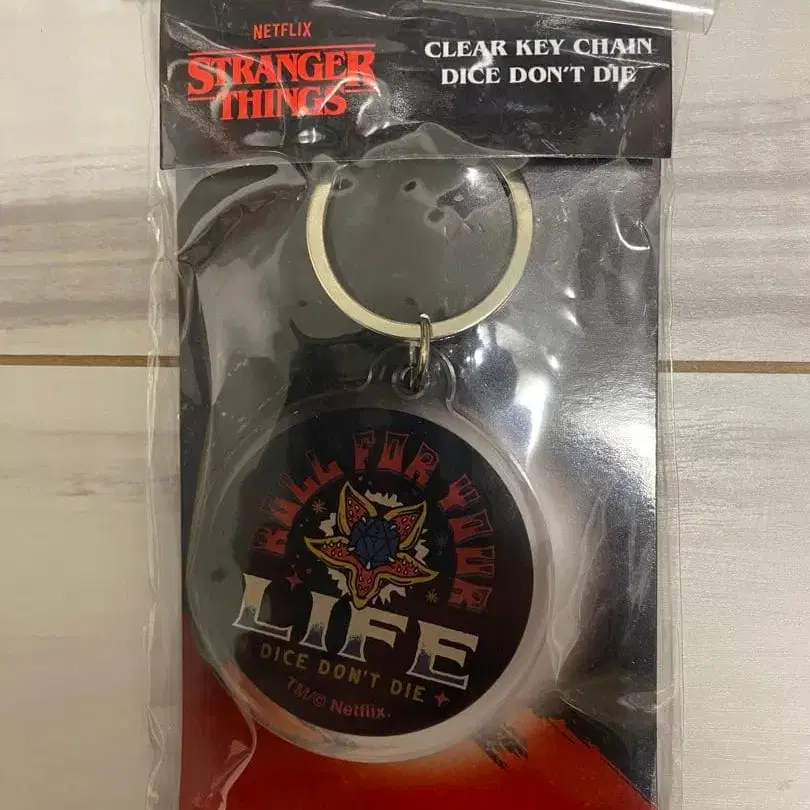 NETFLIX
STRANGER
THINGS
CLEAR KEY CHAIN
DICE DON'T DIE
ROLL FOR YOUR
LIFE
DICE DON'T DIE
TM/© Netflix.